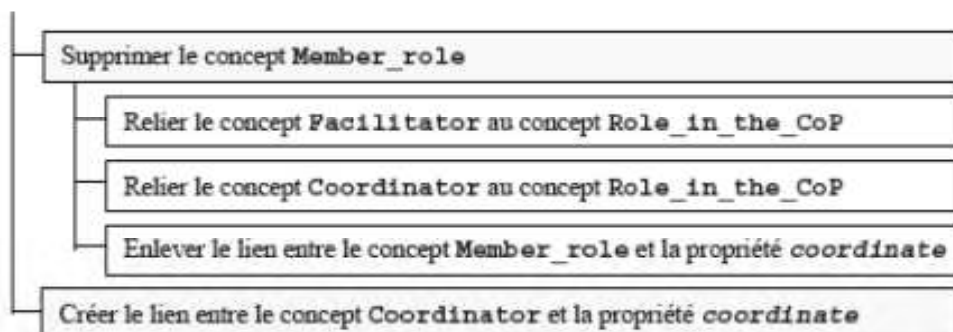 Supprimer le concept Member_role
Relier le concept Facilitator au concept Role_in_the_CoP
Relier le concept Coordinator au concept Role_in_the_CoP
Enlever le lien entre le concept Member_role et la propriété coordinate
Créer le lien entre le concept Coordinator et la propriété coordinate